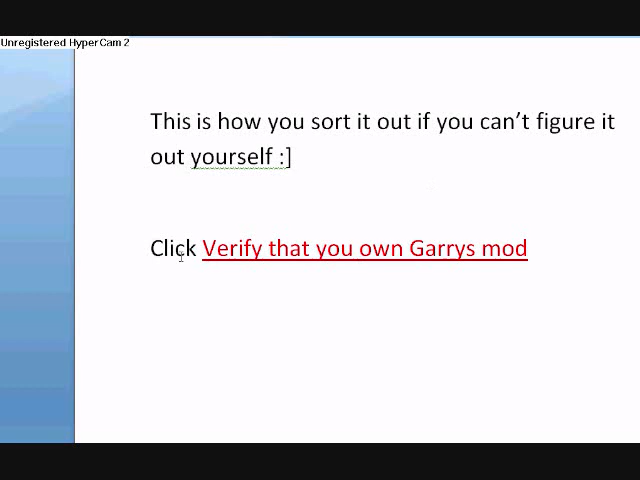 Unregistered HyperCam 2
This is how you sort it out if you can't figure it
out yourself :]
Click Verify that you own Garrys mod